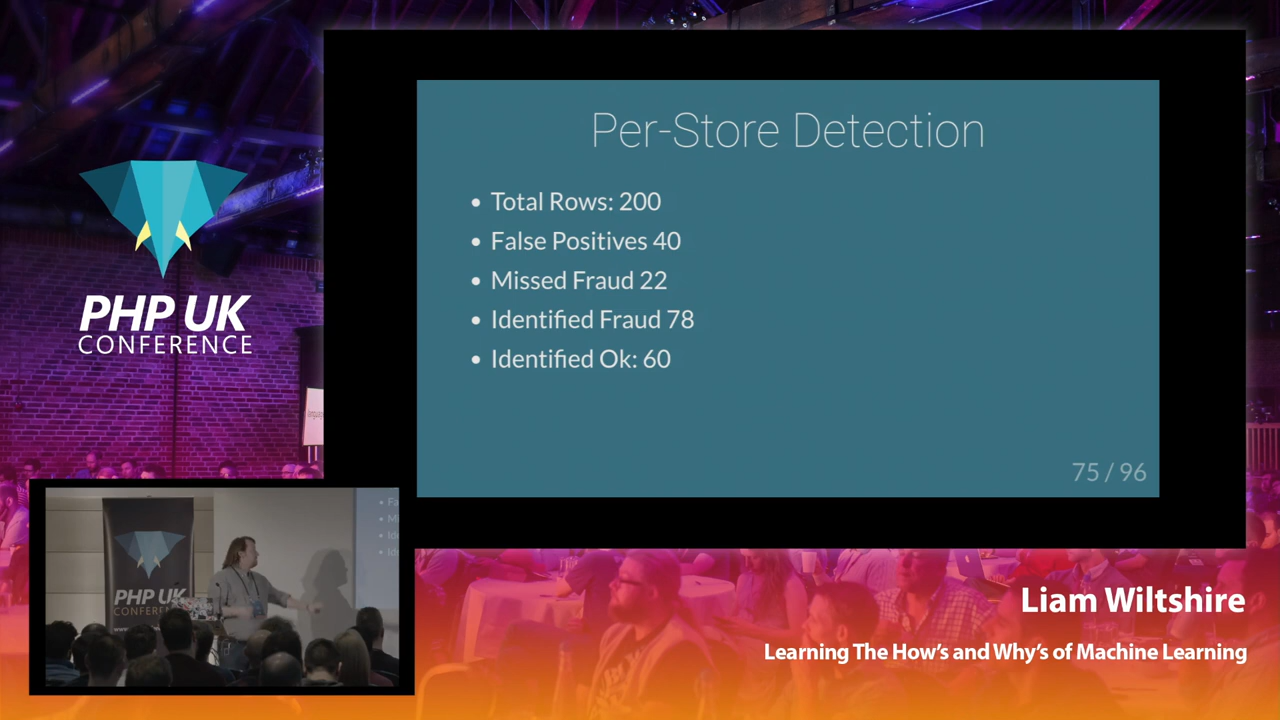 Per-Store Detection
• Total Rows: 200
• False Positives 40
• Missed Fraud 22
• Identified Fraud 78
• Identified Ok: 60
75 / 96
PHP UK
CONFERENCE
PHP UK
CONFERENC
Liam Wiltshire
Learning The How's and Why's of Machine Learning